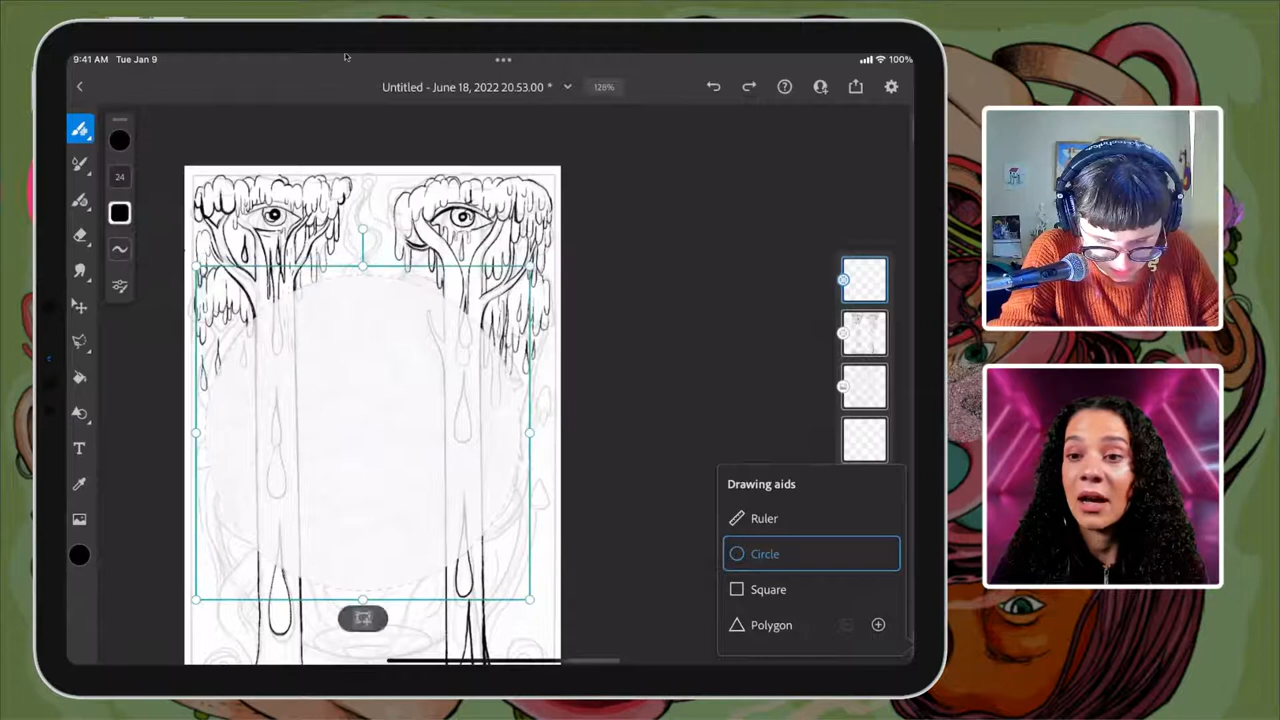 9:41 AM Tue Jan 9
100%
Untitled - June 18, 2022 20.53.00 *
128%
24
T
Drawing aids
Ruler
Circle
Square
Polygon